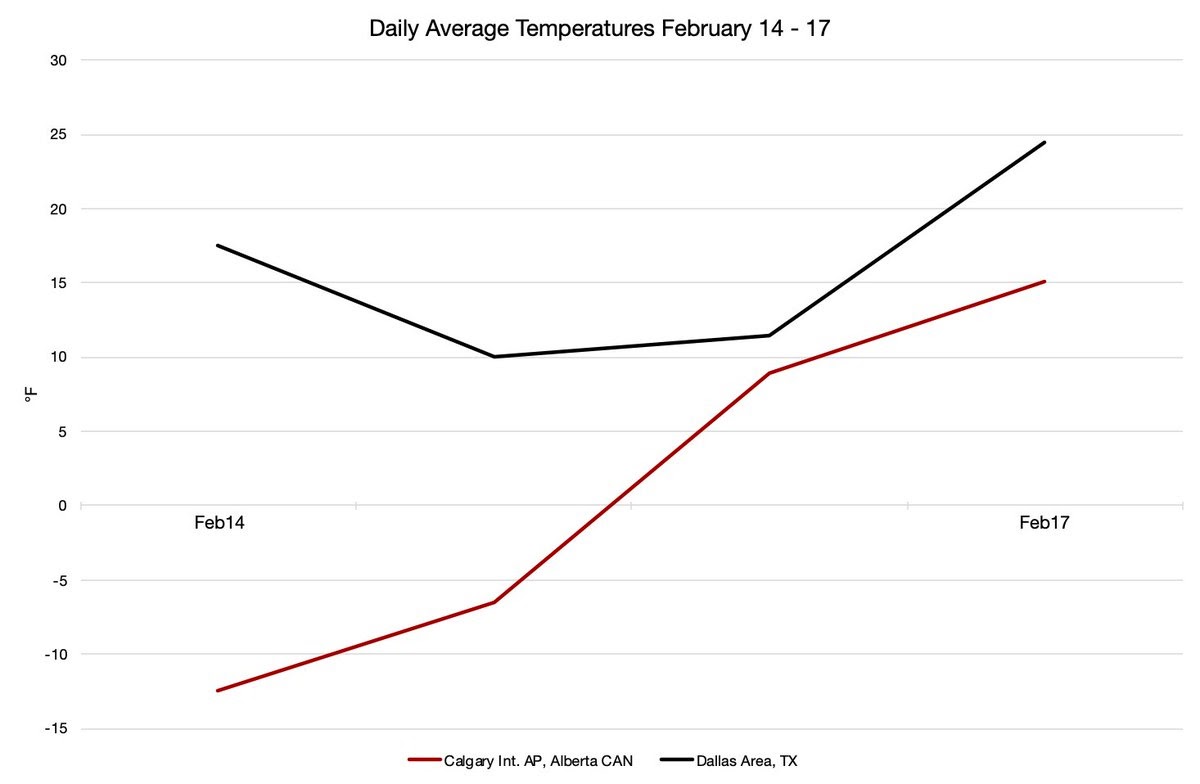 Daily Average Temperatures February 14 - 17
30
25
20
15
10
°F
5
0
Feb14 Feb17
-5
-10
-15
Calgary Int. AP, Alberta CAN Dallas Area, TX